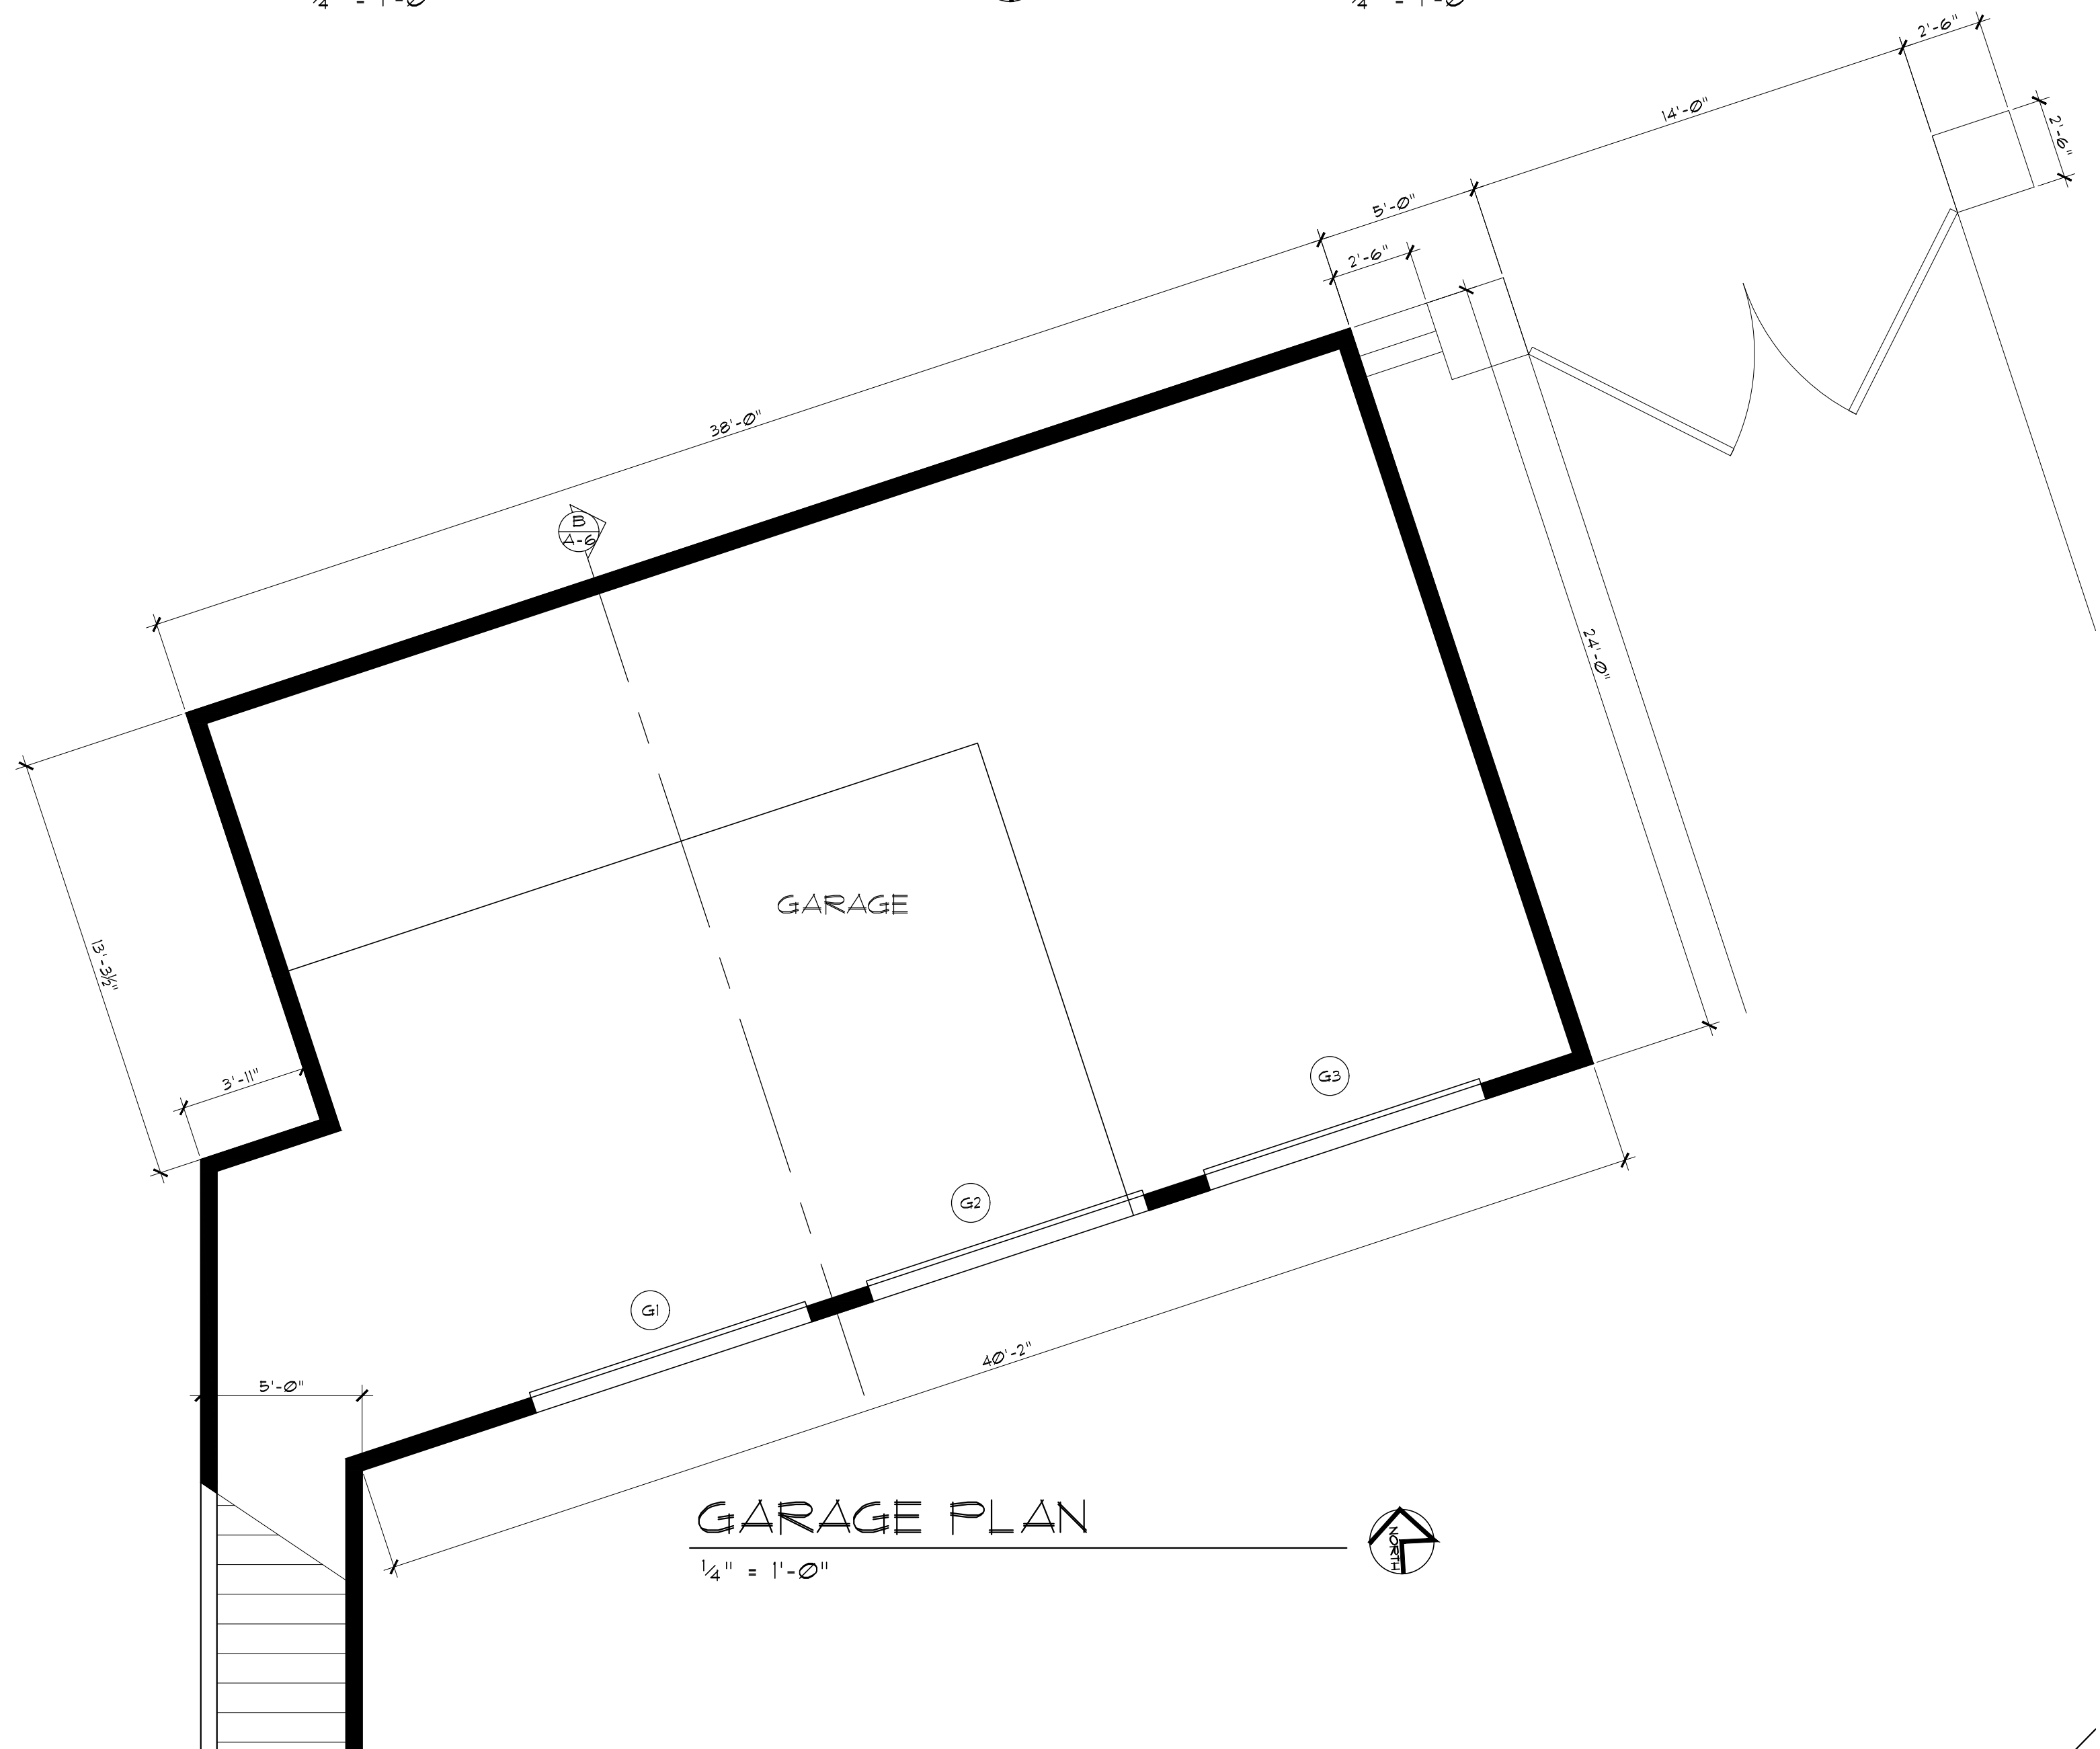 2'-6"
14'-0"
2'-6"
5'-0"
2'-6"
38'-0"
B
A-6
24'-0"
GARAGE
13'-3½"
3'-11"
G3
G2
G1
40'-2"
5'-0"
GARAGE PLAN
¼" = 1'-0"
NORTH